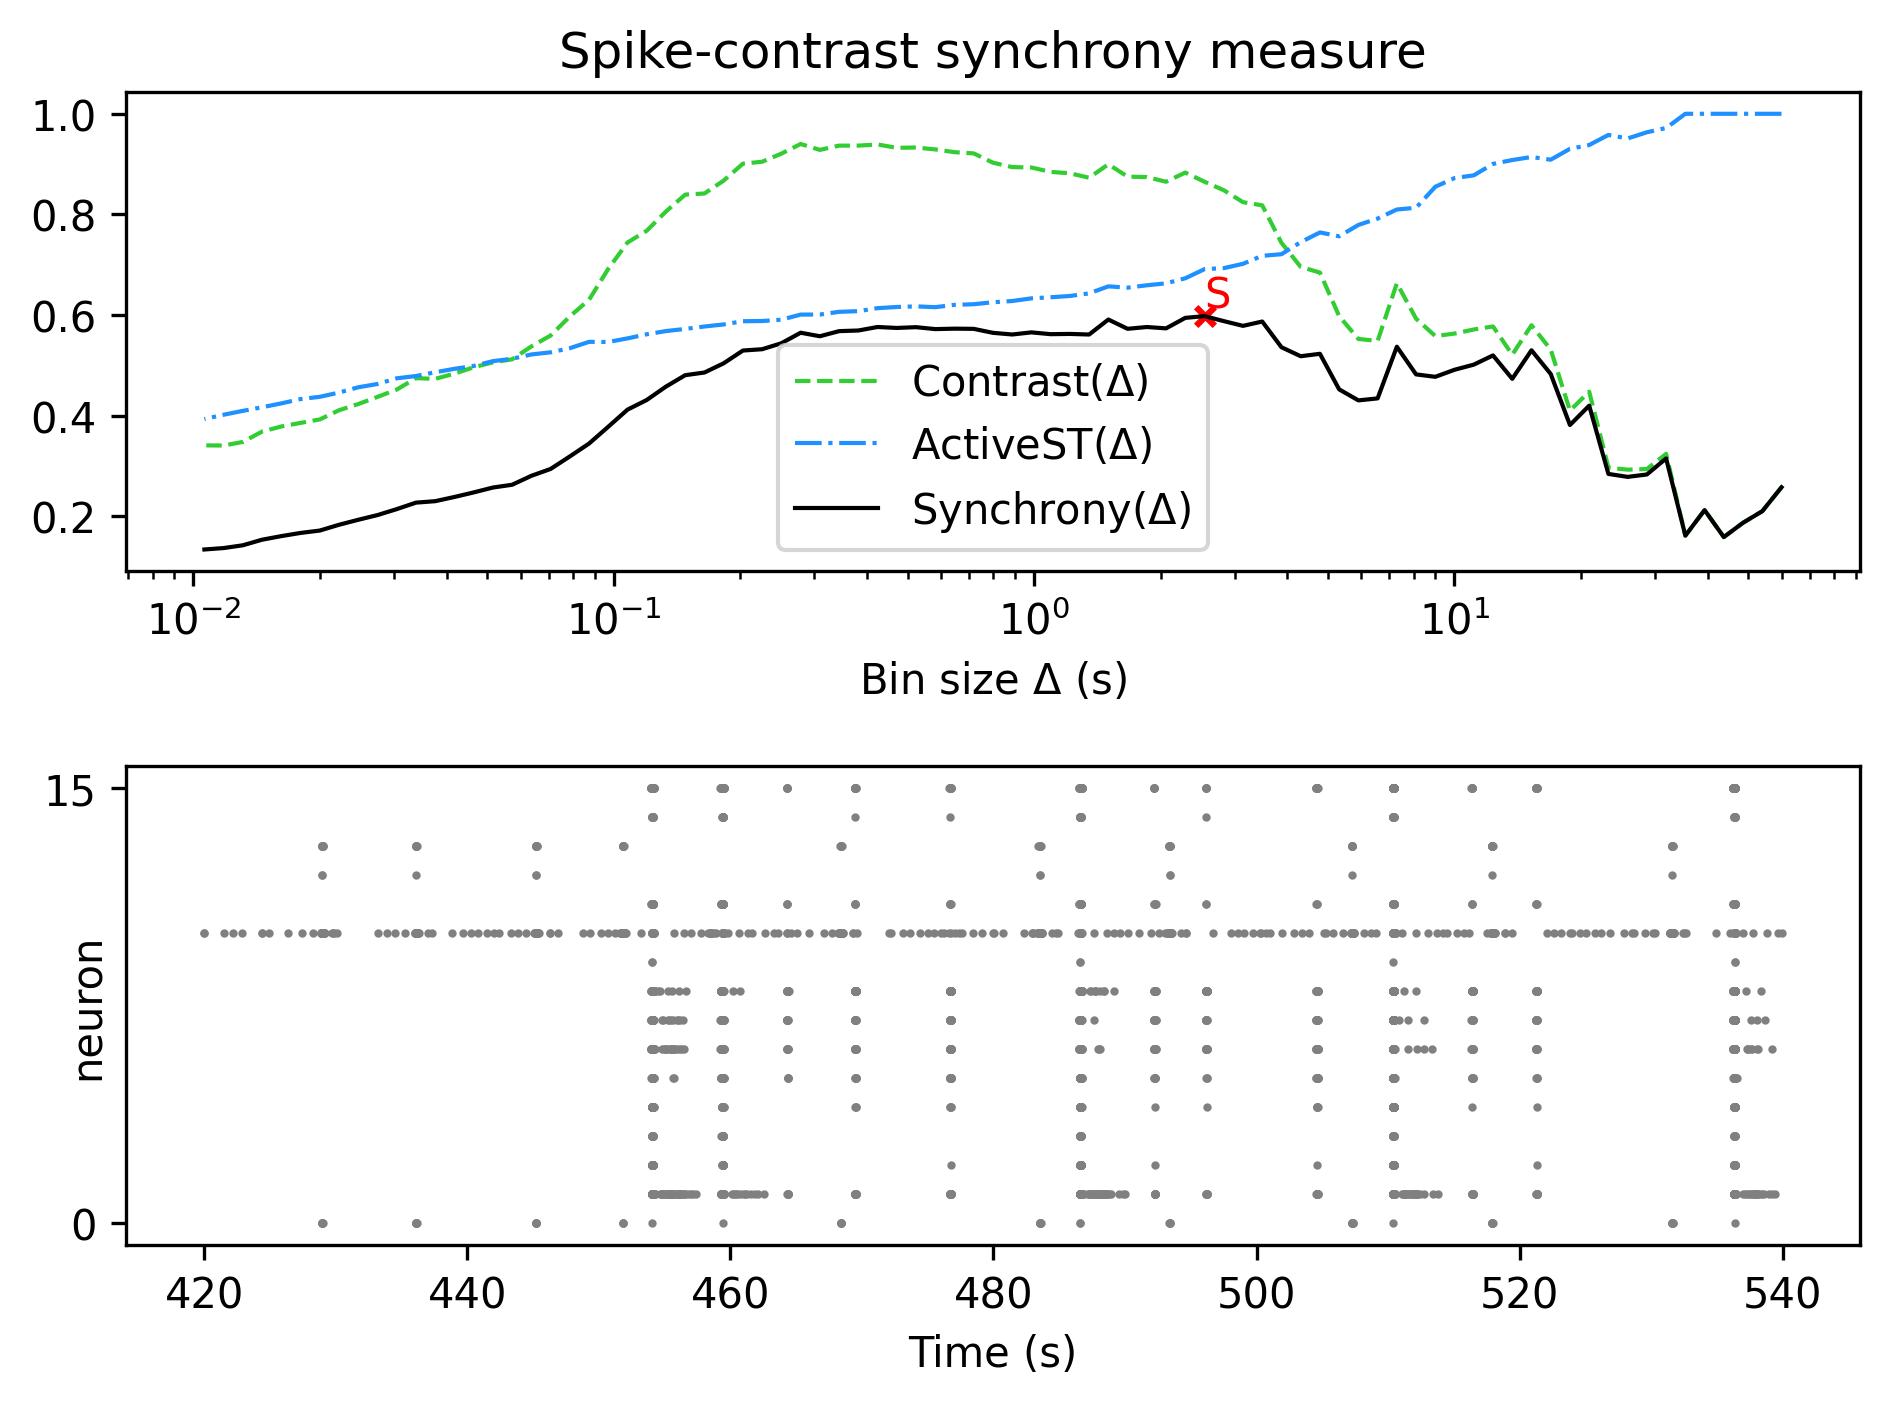 Spike-contrast synchrony measure
1.0
0.8
0.6
0.4
0.2
S
Contrast(Δ)
ActiveST(Δ)
Synchrony(Δ)
10⁻² 10⁻¹ 10⁰ 10¹
Bin size Δ (s)
15
neuron
0
420 440 460 480 500 520 540
Time (s)